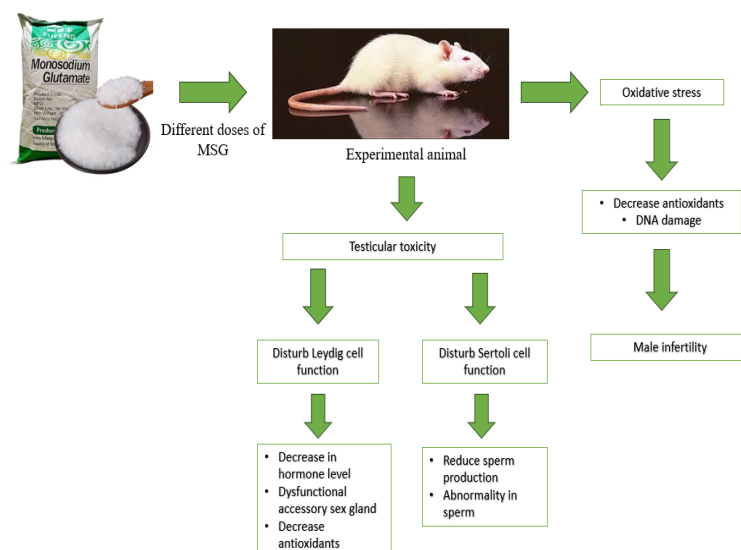 FUFENG
Monosodium
Glutamate
Different doses of
MSG
Experimental animal
Oxidative stress
• Decrease antioxidants
• DNA damage
Male infertility
Testicular toxicity
Disturb Leydig cell
function
Disturb Sertoli cell
function
• Decrease in
hormone level
• Dysfunctional
accessory sex gland
• Decrease
antioxidants
• Reduce sperm
production
• Abnormality in
sperm